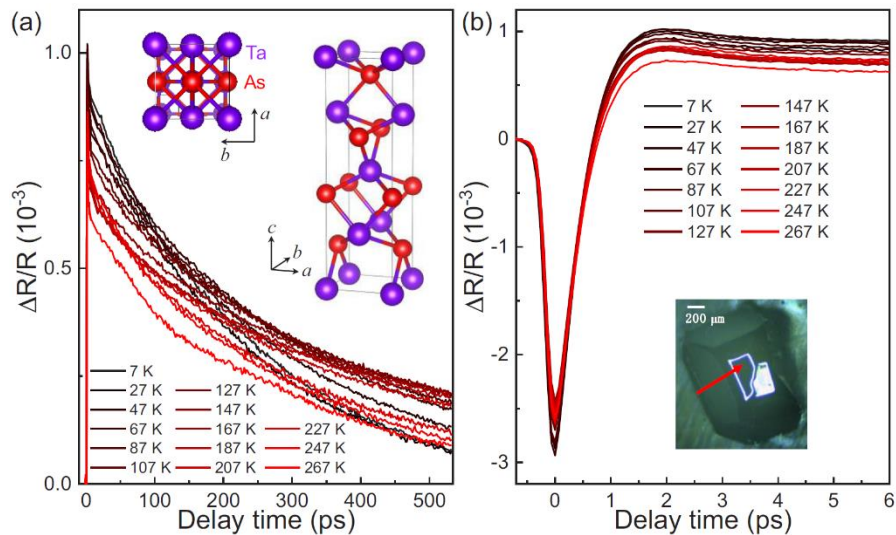 (a)
ΔR/R (10⁻³)
1.0
0.5
0.0
Ta
As
a
b
c
b
a
7 K
27 K 127 K
47 K 147 K
67 K 167 K 227 K
87 K 187 K 247 K
107 K 207 K 267 K
0 100 200 300 400 500
Delay time (ps)
(b)
ΔR/R (10⁻³)
1
0
-1
-2
-3
7 K 147 K
27 K 167 K
47 K 187 K
67 K 207 K
87 K 227 K
107 K 247 K
127 K 267 K
200 μm
0 1 2 3 4 5 6
Delay time (ps)